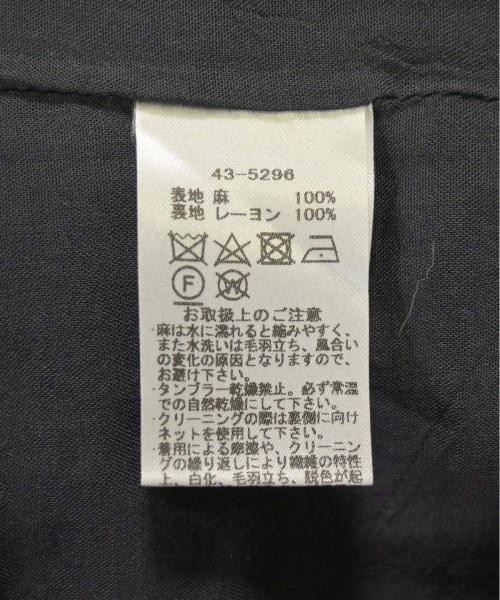 43-5296
表地 麻 100%
裏地 レーヨン 100%
F W
お取扱上のご注意
・麻は水に濡れると縮みやすく、
また水洗いは毛羽立ち、風合い
の変化の原因となりますので、
お避け下さい。
・タンブラー乾燥禁止。必ず常温
での自然乾燥にして下さい。
・クリーニングの際は裏側に向け
ネットを使用して下さい。
・着用による摩擦や、クリーニン
グの繰り返しにより繊維の特性
上、白化、毛羽立ち、脱色が起